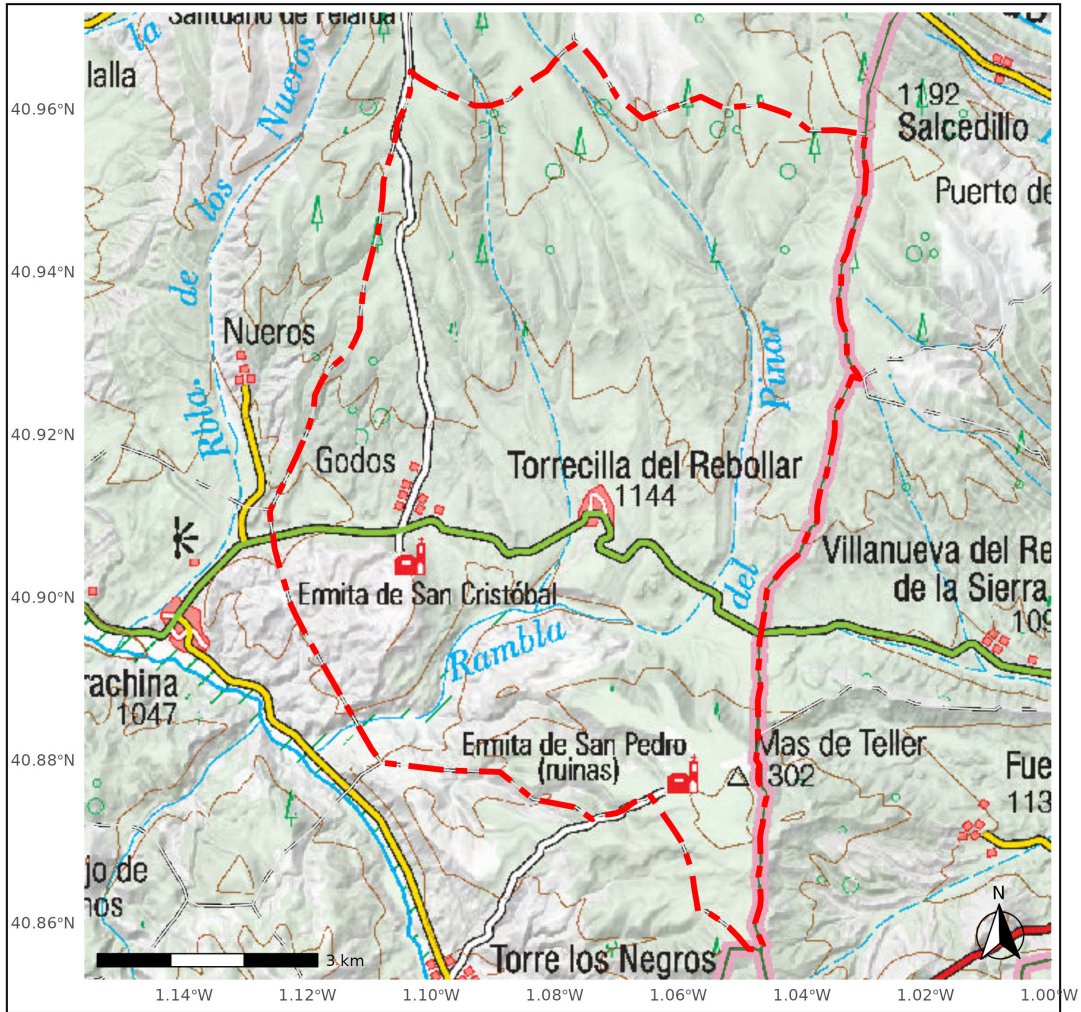 Santuario de Pelarda
la
Nueros
lalla
40.96°N
1192
Salcedillo
Puerto de
los
40.94°N
de
Nueros
Pinar
Rbla.
40.92°N
Godos
Torrecilla del Rebollar
1144
Villanueva del Re
de la Sierra
40.90°N
Ermita de San Cristóbal
del
109
Rambla
rachina
1047
Ermita de San Pedro
(ruinas)
Mas de Teller
302
40.88°N
Fue
113
jo de
nos
40.86°N
N
Torre los Negros
3 km
1.14°W
1.12°W
1.10°W
1.08°W
1.06°W
1.04°W
1.02°W
1.00°W